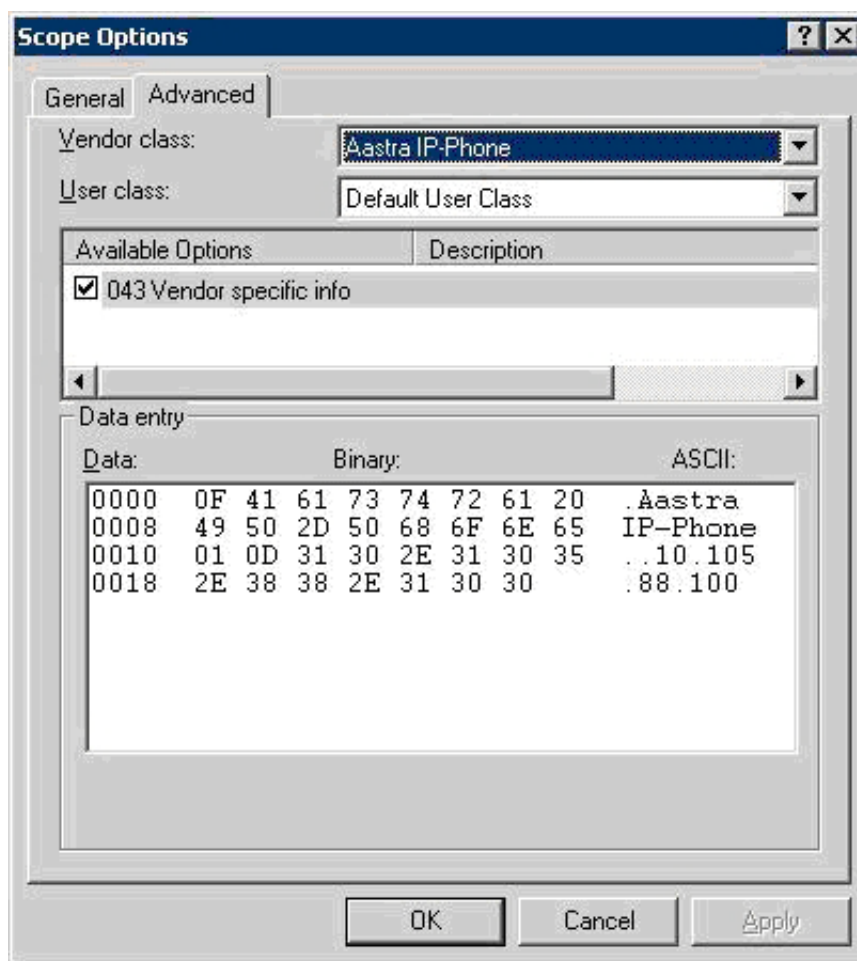 Scope Options
General Advanced
Vendor class: Aastra IP-Phone
User class: Default User Class
Available Options Description
043 Vendor specific info
Data entry
Data: Binary: ASCII:
0000 0F 41 61 73 74 72 61 20 .Aastra
0008 49 50 2D 50 68 6F 6E 65 IP-Phone
0010 01 0D 31 30 2E 31 30 35 ..10.105
0018 2E 38 38 2E 31 30 30 .88.100
OK Cancel Apply